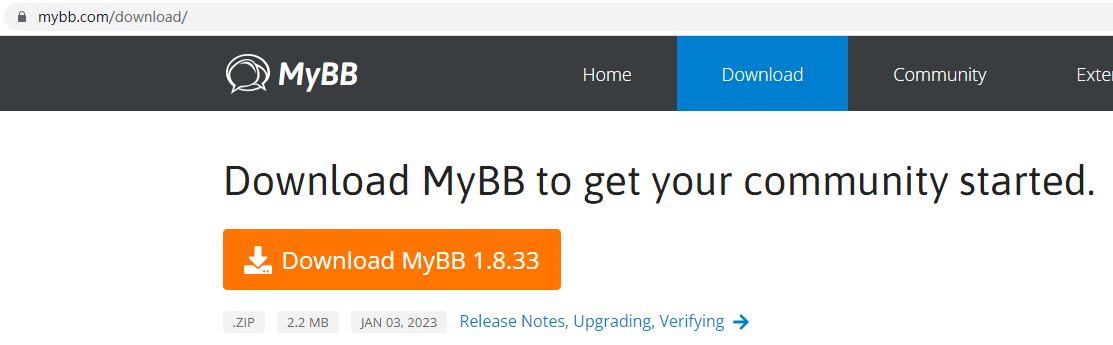 mybb.com/download/
MyBB Home Download Community Exter
Download MyBB to get your community started.
Download MyBB 1.8.33
.ZIP 2.2 MB JAN 03, 2023 Release Notes, Upgrading, Verifying